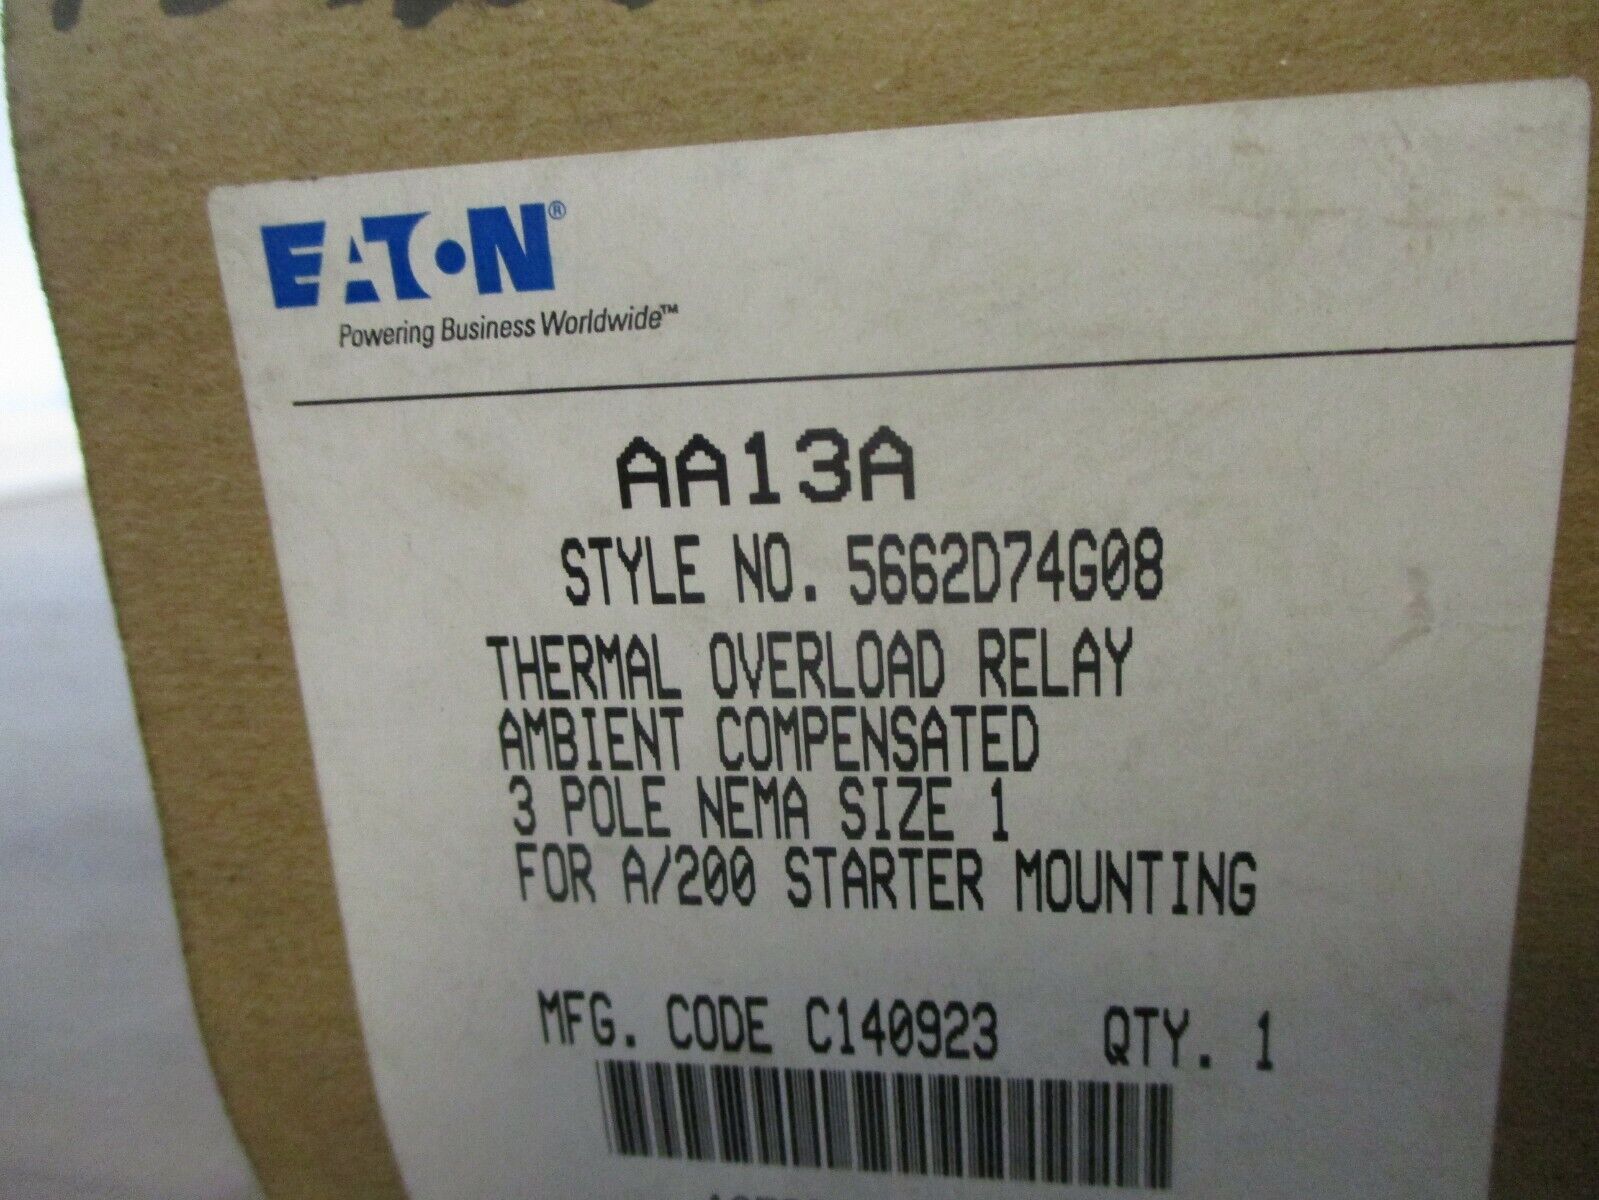 EATON®
Powering Business Worldwide™
AA13A
STYLE NO. 5662D74G08
THERMAL OVERLOAD RELAY
AMBIENT COMPENSATED
3 POLE NEMA SIZE 1
FOR A/200 STARTER MOUNTING
MFG. CODE C140923 QTY. 1